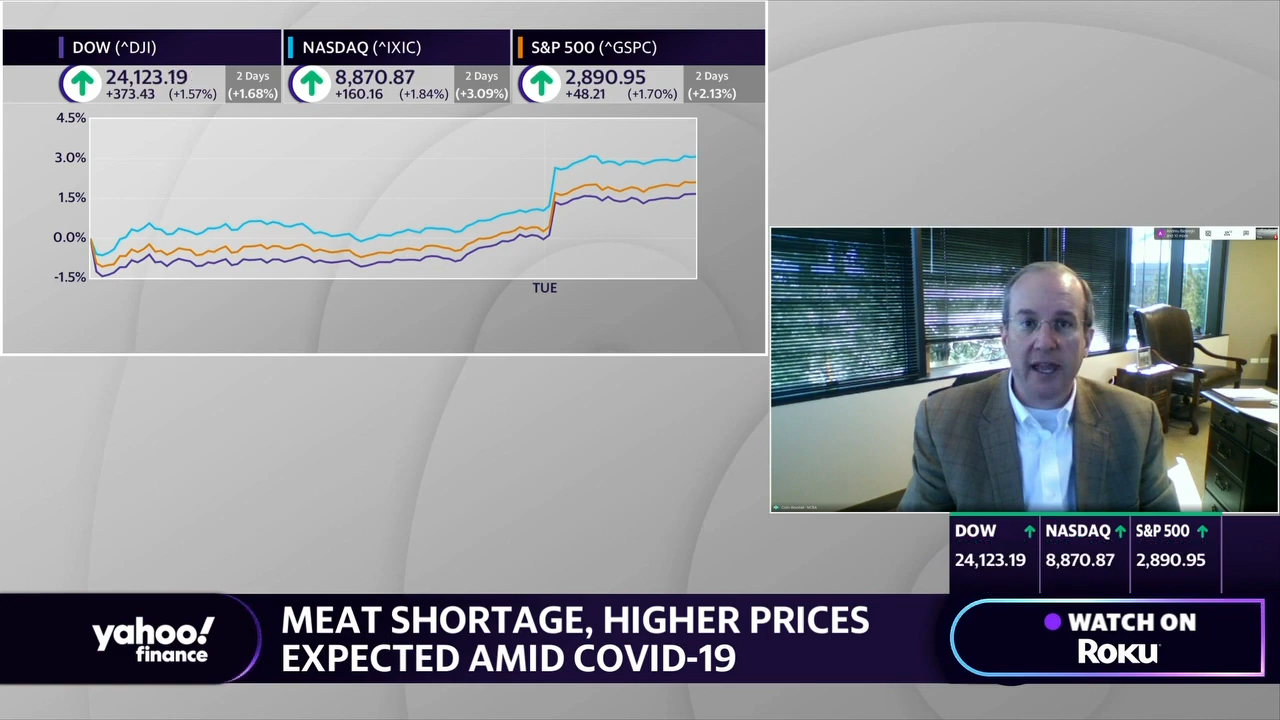 DOW (^DJI)
24,123.19
+373.43 (+1.57%)
2 Days
(+1.68%)
NASDAQ (^IXIC)
8,870.87
+160.16 (+1.84%)
2 Days
(+3.09%)
S&P 500 (^GSPC)
2,890.95
+48.21 (+1.70%)
2 Days
(+2.13%)
4.5%
3.0%
1.5%
0.0%
-1.5%
TUE
DOW
24,123.19
NASDAQ
8,870.87
S&P 500
2,890.95
yahoo!
finance
MEAT SHORTAGE, HIGHER PRICES
EXPECTED AMID COVID-19
WATCH ON
Roku